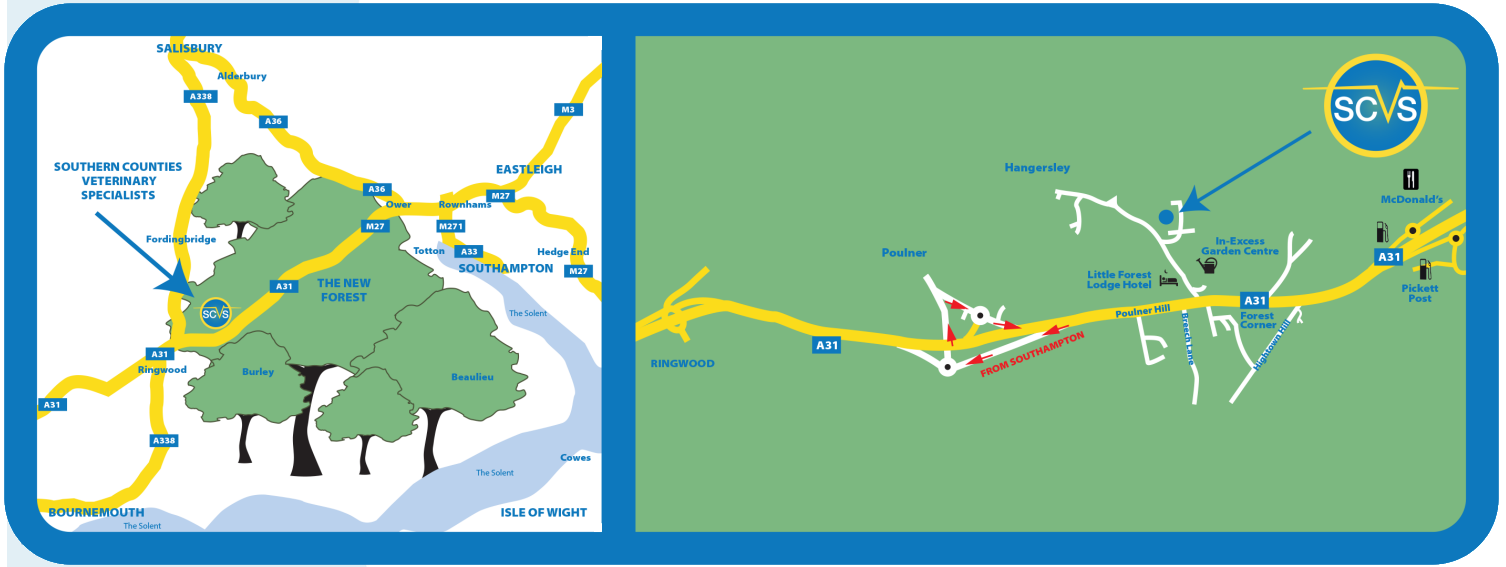 SALISBURY
Alderbury
A338
A36
M3
SOUTHERN COUNTIES
VETERINARY
SPECIALISTS
EASTLEIGH
A36
M27
Ower
Rownhams
M27
M271
Fordingbridge
Totton
A33
Hedge End
SOUTHAMPTON
M27
THE NEW
FOREST
A31
SCVS
The Solent
A31
Ringwood
Burley
Beaulieu
A31
A338
Cowes
The Solent
BOURNEMOUTH
The Solent
ISLE OF WIGHT
SCVS
Hangersley
McDonald's
Poulner
In-Excess
Garden Centre
A31
Little Forest
Lodge Hotel
Pickett
Post
A31
Forest
Corner
Poulner Hill
Breech Lane
Hightown Hill
A31
FROM SOUTHAMPTON
RINGWOOD